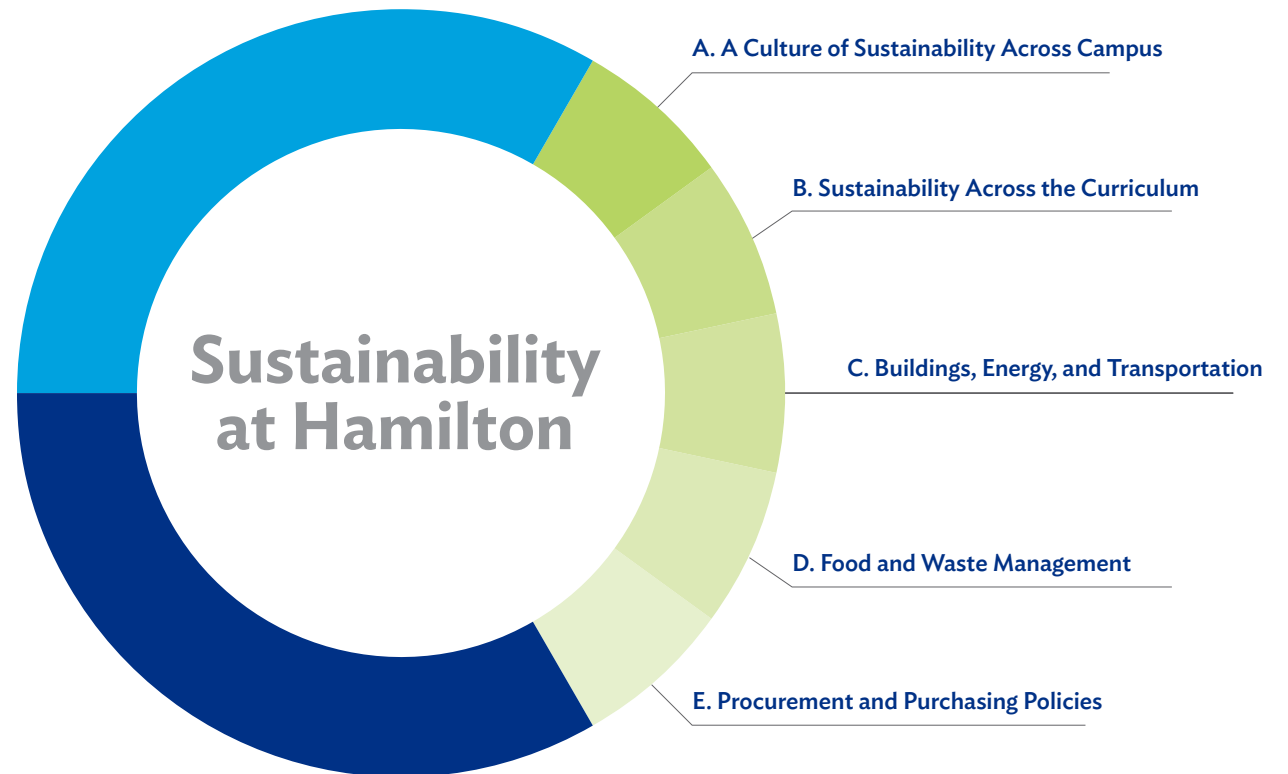 A. A Culture of Sustainability Across Campus
B. Sustainability Across the Curriculum
Sustainability
at Hamilton
C. Buildings, Energy, and Transportation
D. Food and Waste Management
E. Procurement and Purchasing Policies